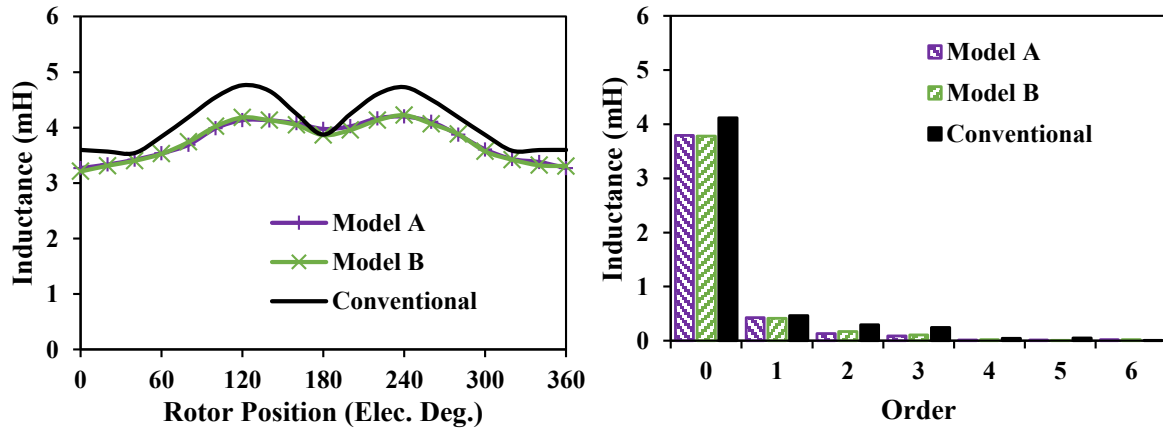 Inductance (mH)
6
5
4
3
2
1
0
0 60 120 180 240 300 360
Rotor Position (Elec. Deg.)
Model A
Model B
Conventional
Inductance (mH)
6
5
4
3
2
1
0
0 1 2 3 4 5 6
Order
Model A
Model B
Conventional